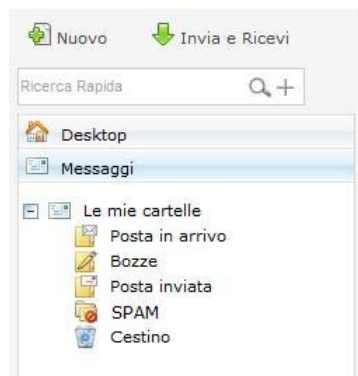 Nuovo Invia e Ricevi
Ricerca Rapida
Desktop
Messaggi
Le mie cartelle
Posta in arrivo
Bozze
Posta inviata
SPAM
Cestino